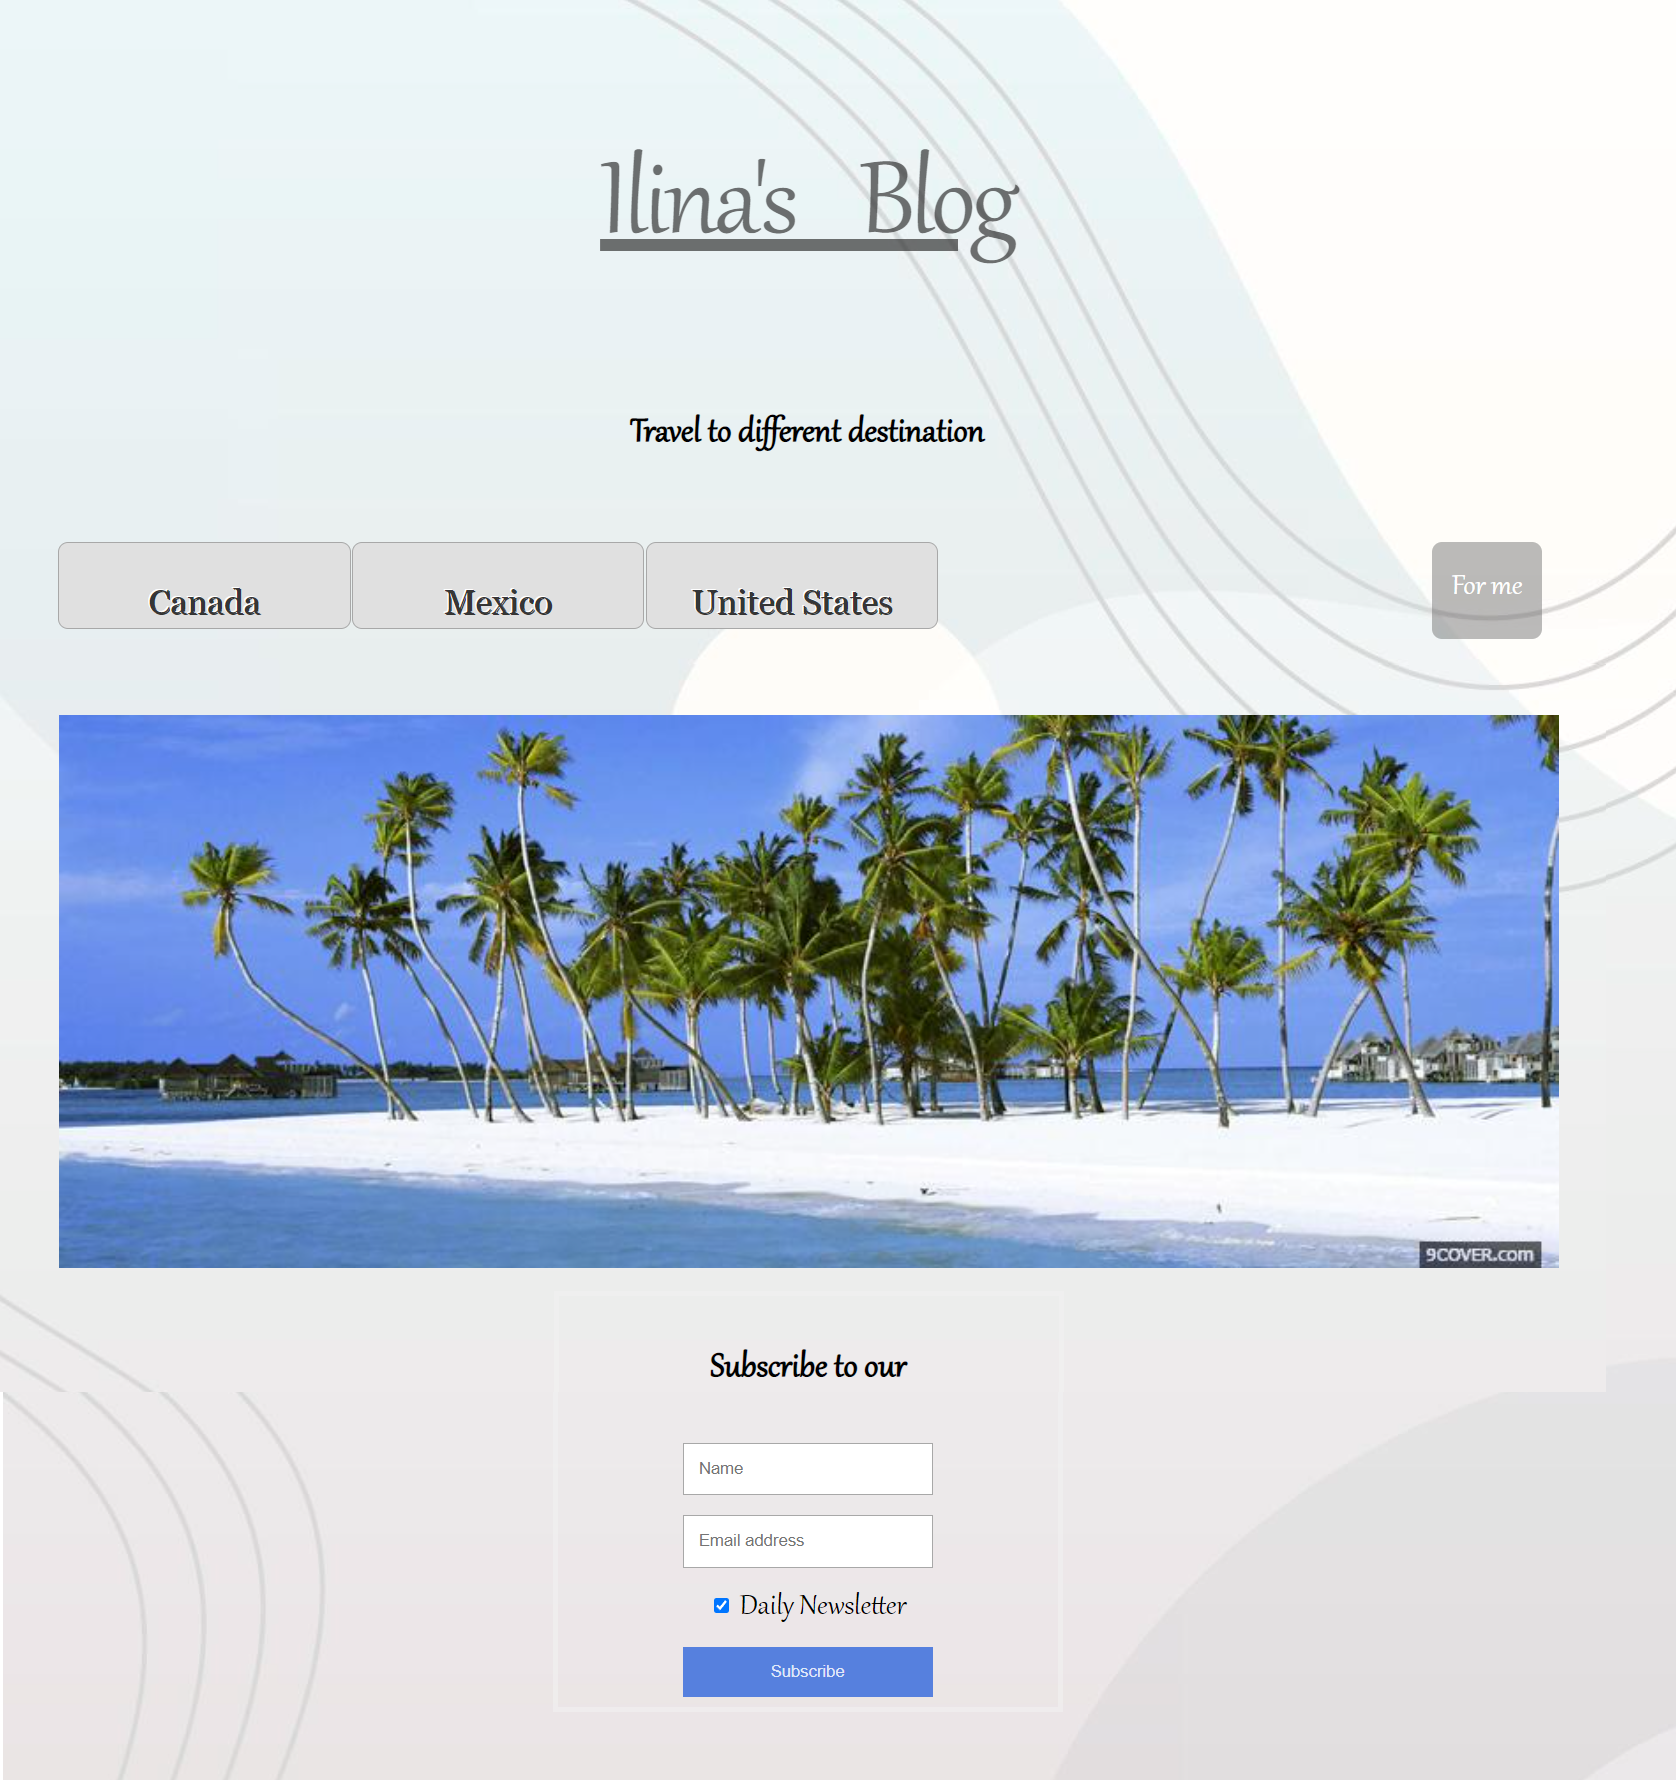 Ilina's Blog
Travel to different destination
Canada Mexico United States For me
9COVER.com
Subscribe to our
Name
Email address
Daily Newsletter
Subscribe